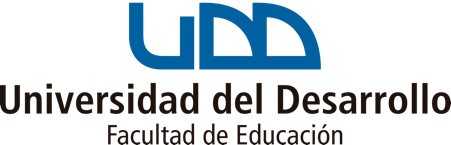 UDD
Universidad del Desarrollo
Facultad de Educación